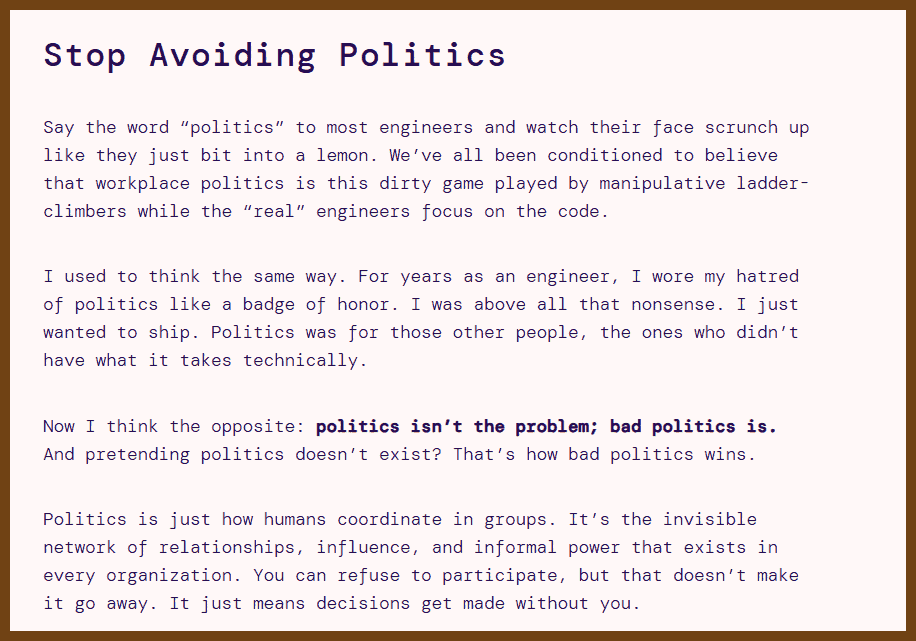 Stop Avoiding Politics
Say the word “politics” to most engineers and watch their face scrunch up
like they just bit into a lemon. We’ve all been conditioned to believe
that workplace politics is this dirty game played by manipulative ladder-
climbers while the “real” engineers focus on the code.
I used to think the same way. For years as an engineer, I wore my hatred
of politics like a badge of honor. I was above all that nonsense. I just
wanted to ship. Politics was for those other people, the ones who didn’t
have what it takes technically.
Now I think the opposite: politics isn’t the problem; bad politics is.
And pretending politics doesn’t exist? That’s how bad politics wins.
Politics is just how humans coordinate in groups. It’s the invisible
network of relationships, influence, and informal power that exists in
every organization. You can refuse to participate, but that doesn’t make
it go away. It just means decisions get made without you.